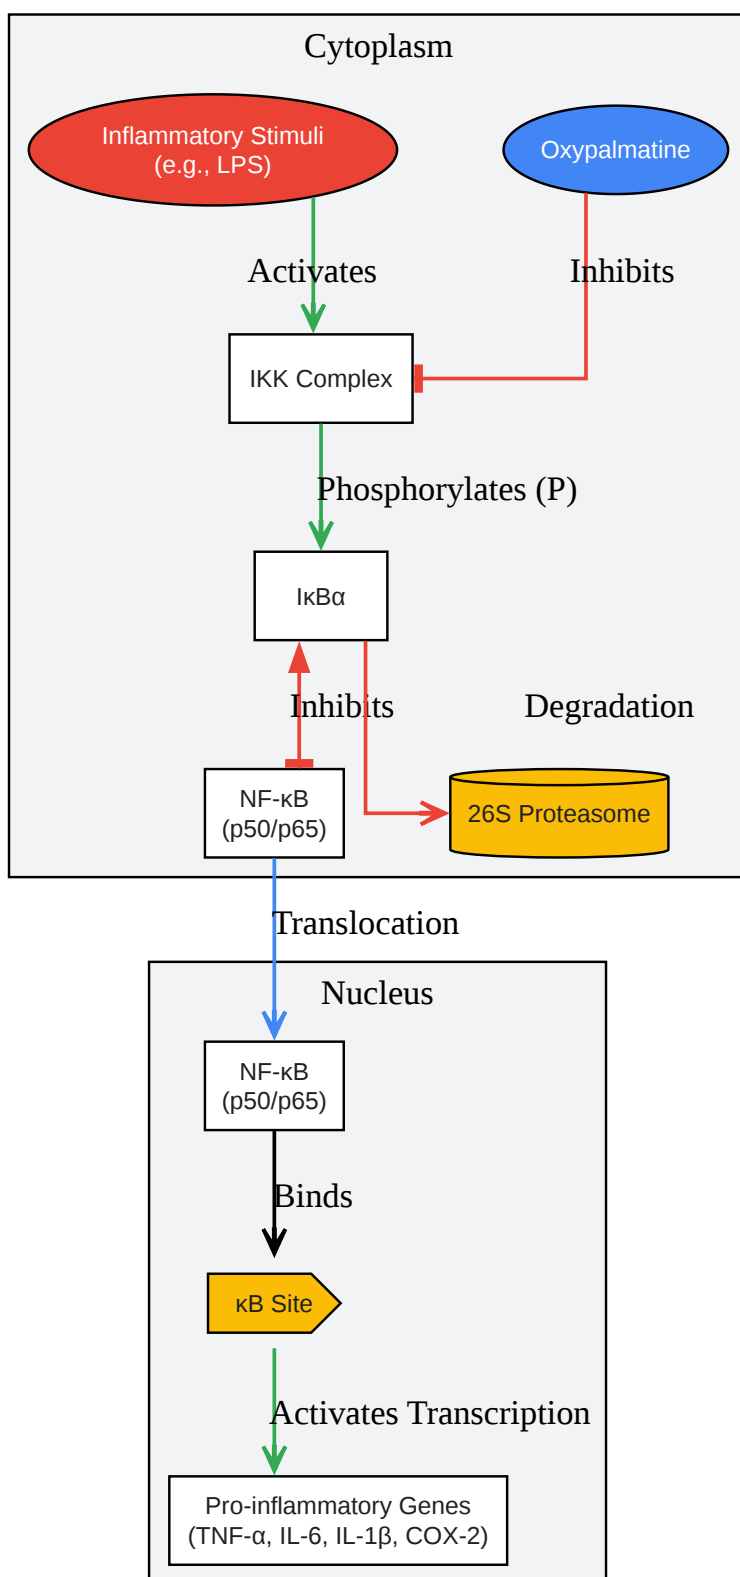 Cytoplasm
Inflammatory Stimuli
(e.g., LPS)
Oxypalmatine
Activates
Inhibits
IKK Complex
Phosphorylates (P)
IκBα
Inhibits
Degradation
NF-κB
(p50/p65)
26S Proteasome
Translocation
Nucleus
NF-κB
(p50/p65)
Binds
κB Site
Activates Transcription
Pro-inflammatory Genes
(TNF-α, IL-6, IL-1β, COX-2)